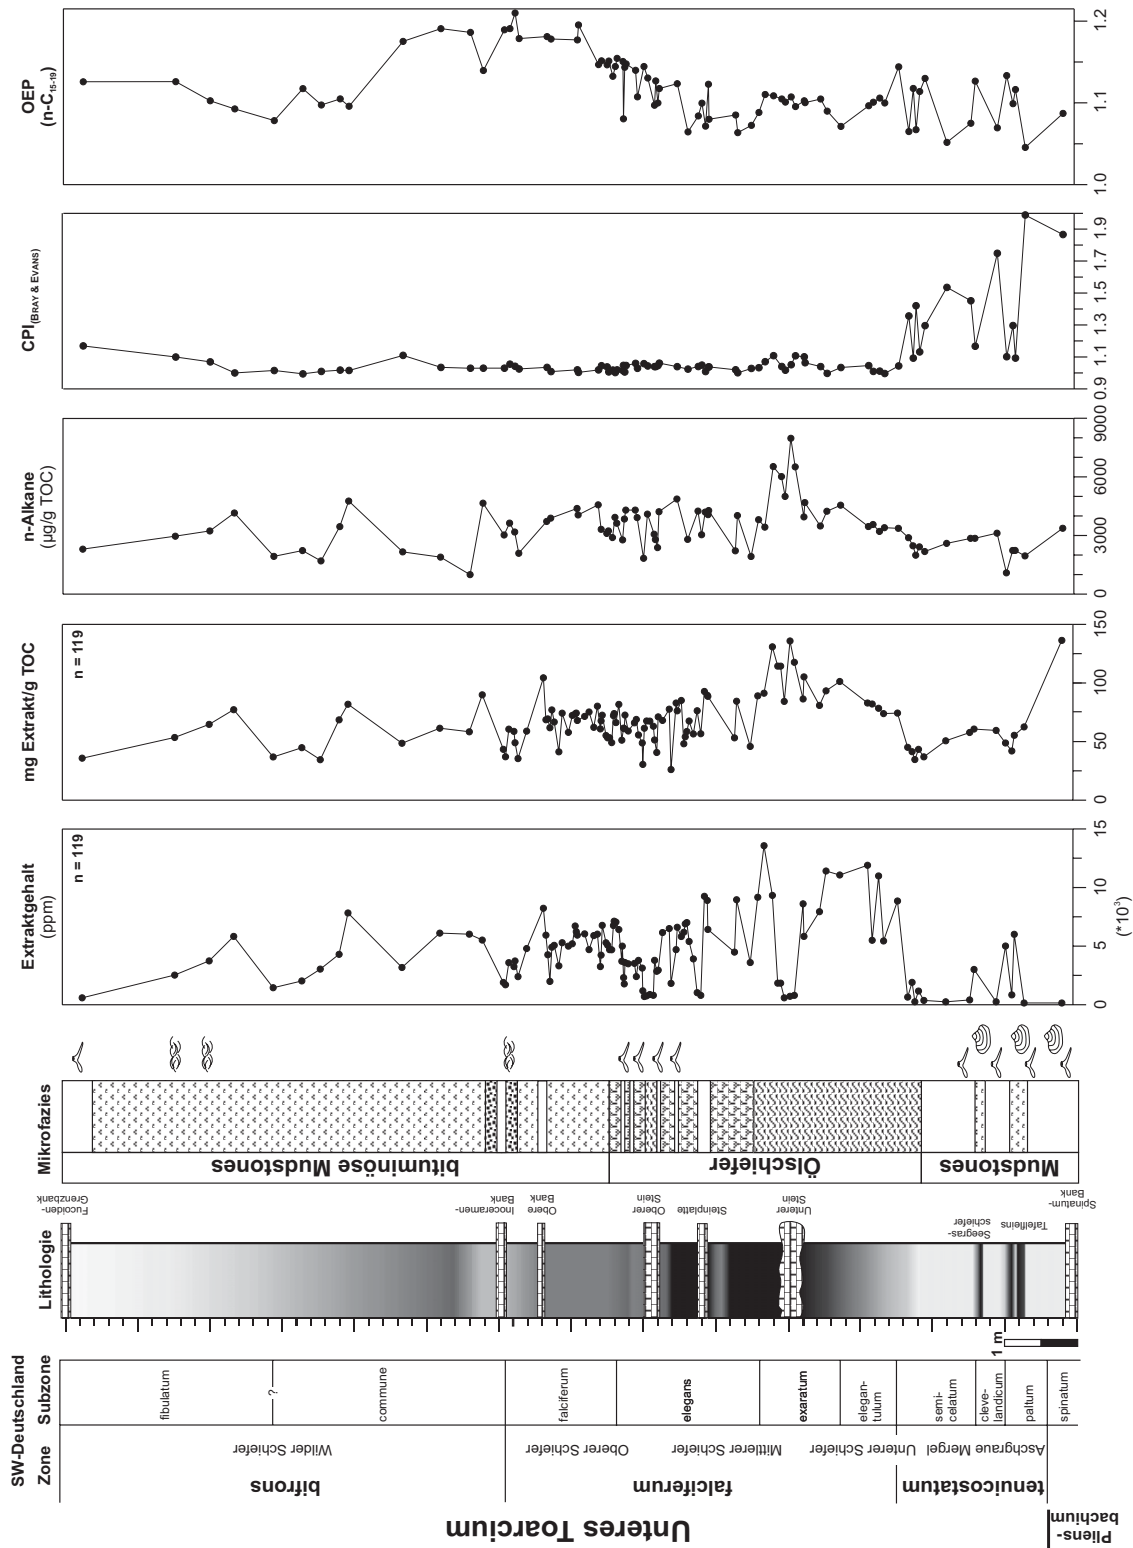 OEP
(n-C15-19)
1.0
1.1
1.2
CPI(BRAY & EVANS)
0.9
1.1
1.3
1.5
1.7
1.9
n-Alkane
(µg/g TOC)
0
3000
6000
9000
mg Extrakt/g TOC
n = 119
0
50
100
150
Extraktgehalt
(ppm)
n = 119
0
5
10
15
(*10³)
Mikrofazies
bituminöse Mudstones
Ölschiefer
Mudstones
Lithologie
Fucoiden-
Grenzbank
Inoceramen-
Bank
Obere
Bank
Oberer
Stein
Steinplatte
Unterer
Stein
Seegras-
schiefer
Tafelfleins
Spinatum-
Bank
1 m
SW-Deutschland
Zone
Subzone
fibulatum
?
commune
falciferum
elegans
exaratum
elegan-
tulum
semi-
celatum
cleve-
landicum
paltum
spinatum
Wilder Schiefer
Oberer Schiefer
Mittlerer Schiefer
Unterer Schiefer
Aschgraue Mergel
bifrons
falciferum
tenuicostatum
Unteres Toarcium
Pliens-
bachium